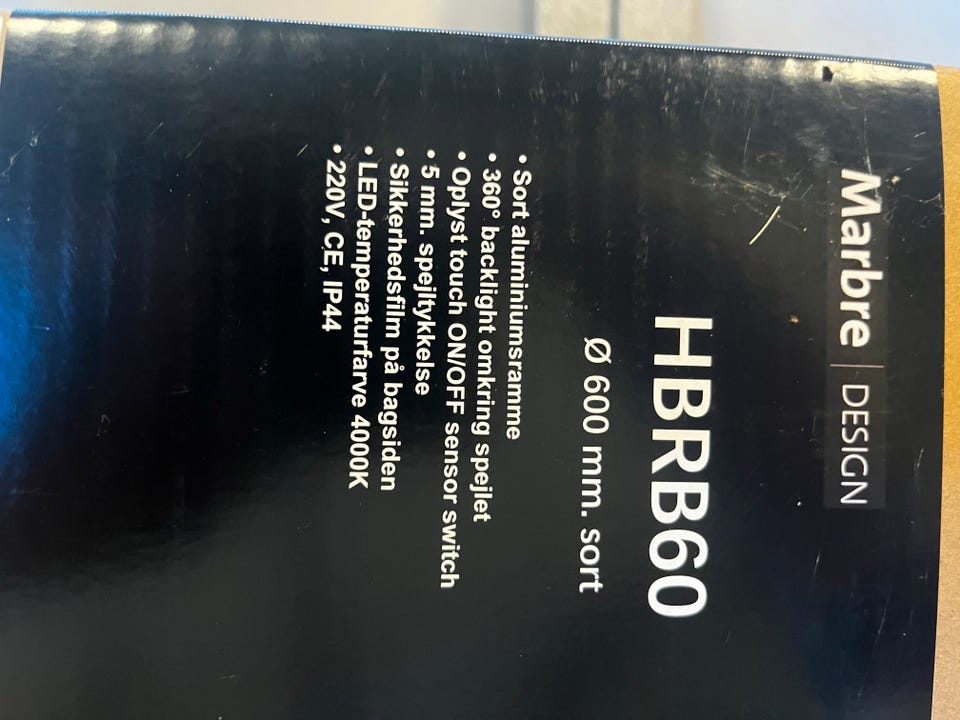 Marbre | DESIGN
HBRB60
Ø 600 mm. sort
• Sort aluminiumsramme
• 360° backlight omkring spejlet
• Oplyst touch ON/OFF sensor switch
• 5 mm. spejltykkelse
• Sikkerhedsfilm på bagsiden
• LED-temperaturfarve 4000K
• 220V, CE, IP44